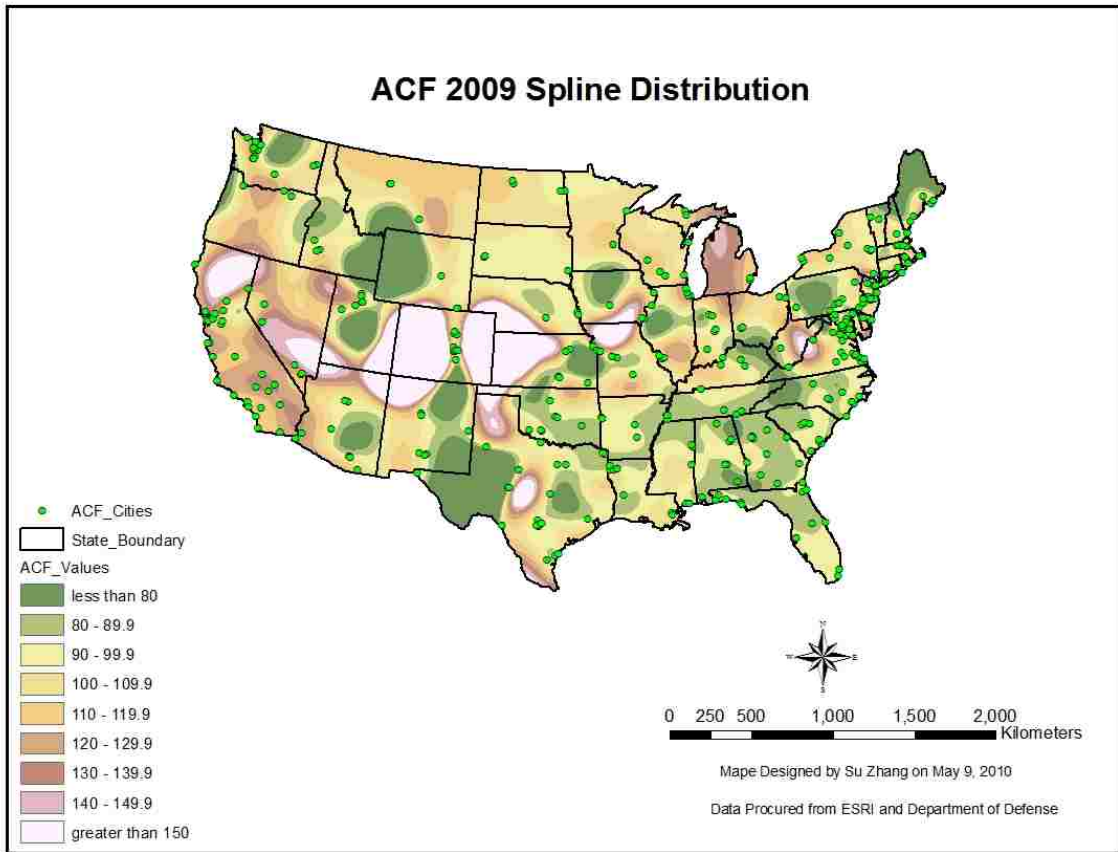 ACF 2009 Spline Distribution
ACF_Cities
State_Boundary
ACF_Values
less than 80
80 - 89.9
90 - 99.9
100 - 109.9
110 - 119.9
120 - 129.9
130 - 139.9
140 - 149.9
greater than 150
N
W E
S
0 250 500 1,000 1,500 2,000
Kilometers
Mape Designed by Su Zhang on May 9, 2010
Data Procured from ESRI and Department of Defense